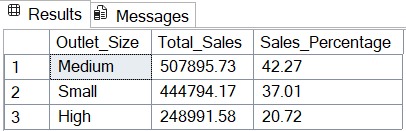 Results Messages
Outlet_Size Total_Sales Sales_Percentage
1 Medium 507895.73 42.27
2 Small 444794.17 37.01
3 High 248991.58 20.72